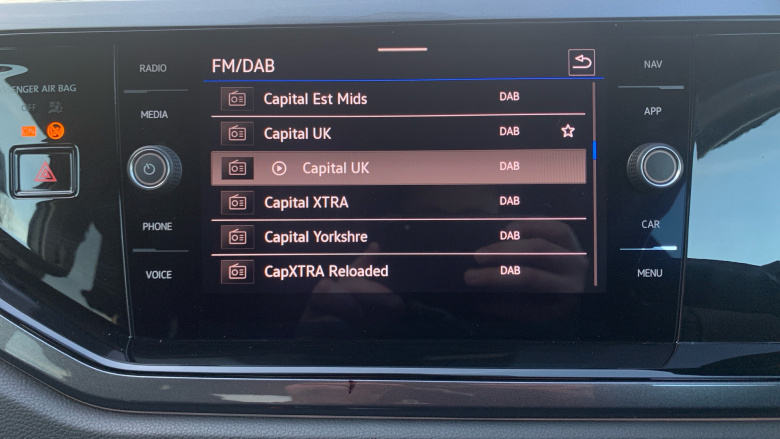 FM/DAB
Capital Est Mids DAB
Capital UK DAB
Capital UK DAB
Capital XTRA DAB
Capital Yorkshre DAB
CapXTRA Reloaded DAB
RADIO
MEDIA
PHONE
VOICE
NAV
APP
CAR
MENU
ENGER AIR BAG
OFF
ON